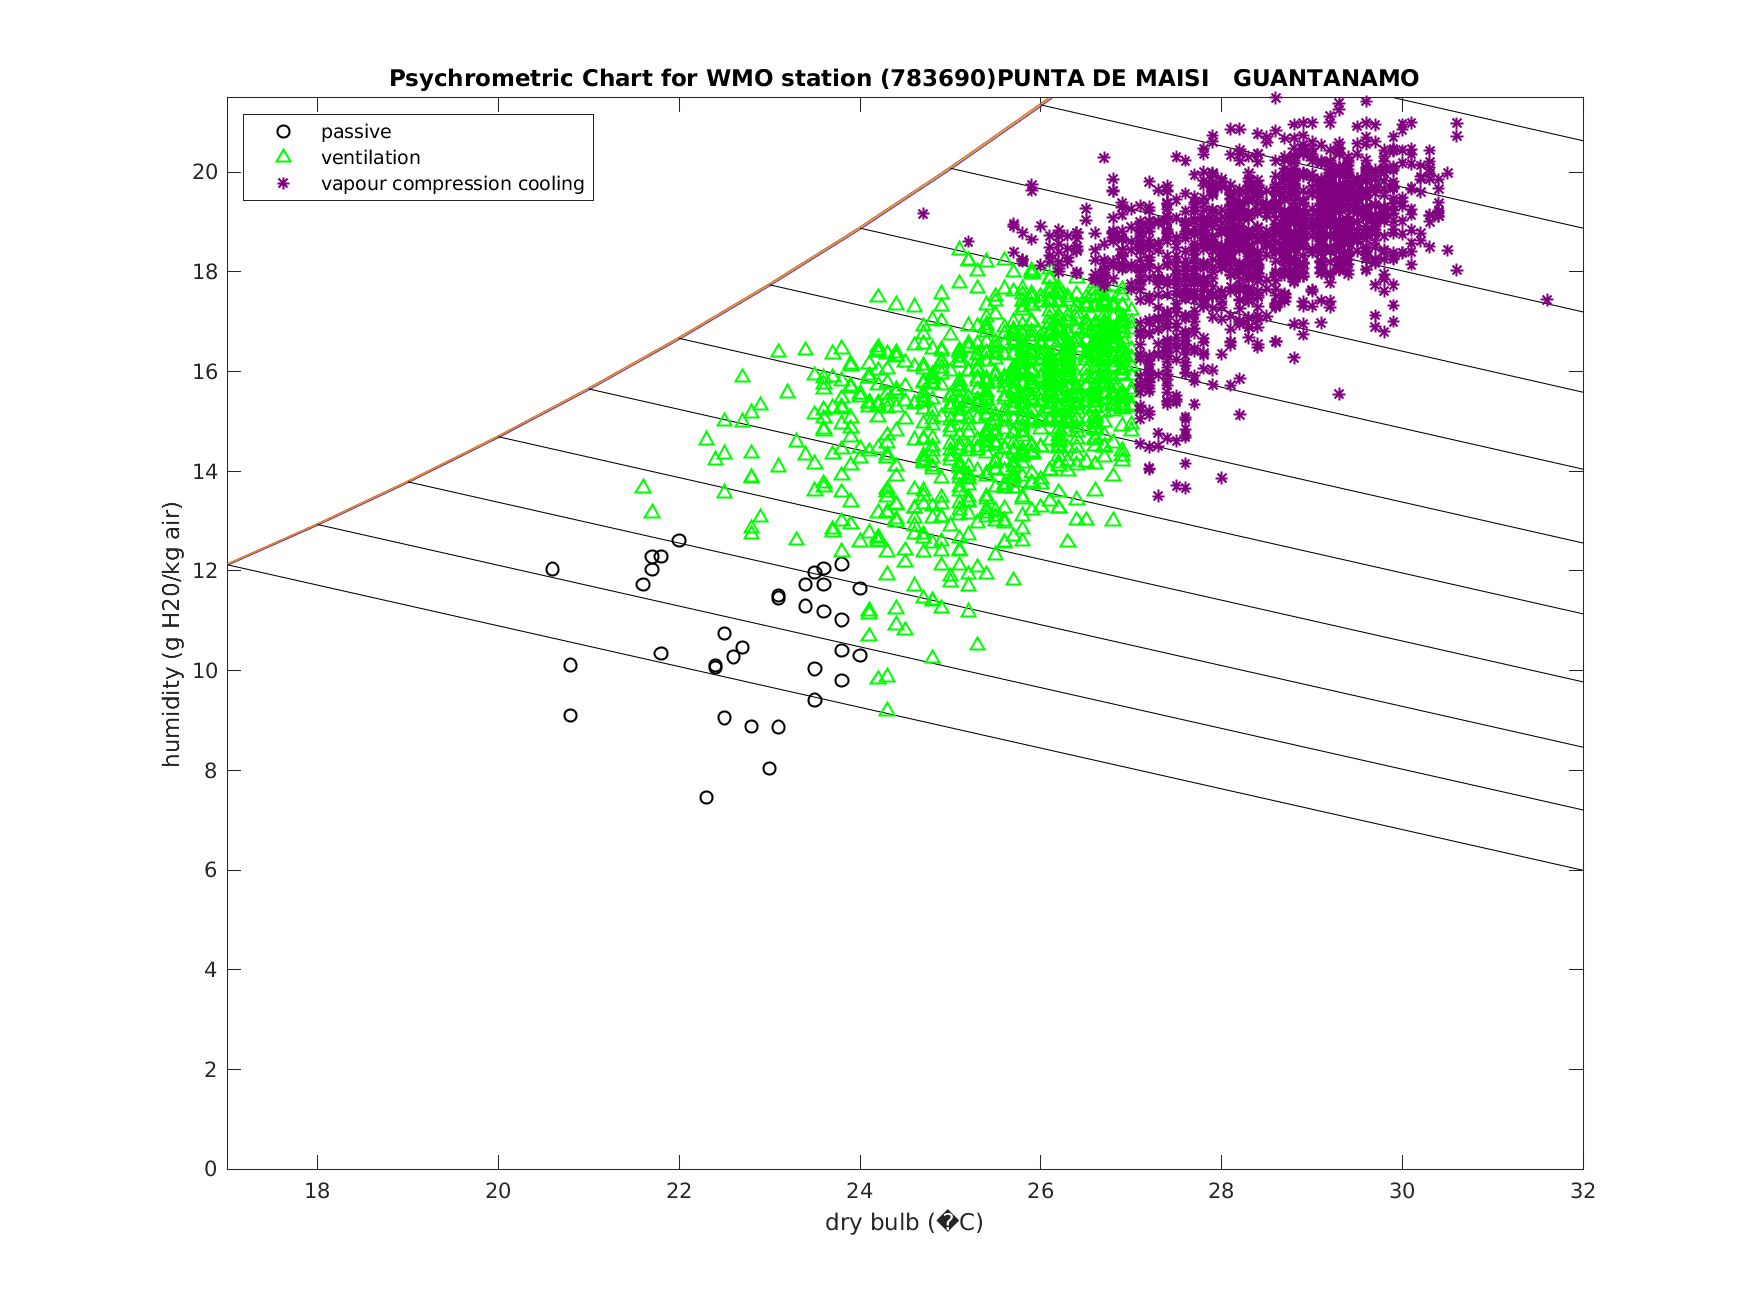 Psychrometric Chart for WMO station (783690)PUNTA DE MAISI   GUANTANAMO
passive
ventilation
vapour compression cooling
20
18
16
14
12
10
8
6
4
2
0
humidity (g H20/kg air)
18 20 22 24 26 28 30 32
dry bulb (�C)